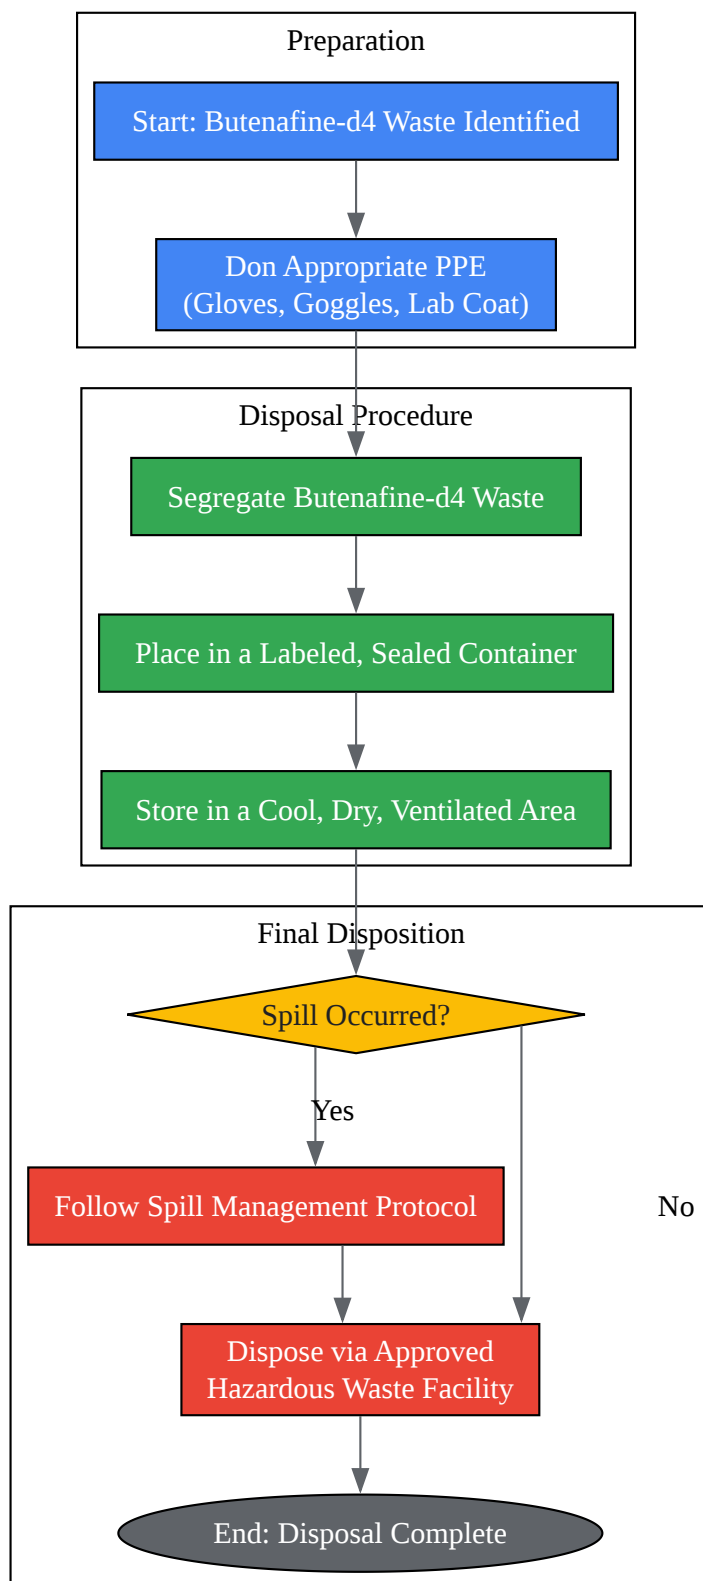 Preparation
Start: Butenafine-d4 Waste Identified
Don Appropriate PPE
(Gloves, Goggles, Lab Coat)
Disposal Procedure
Segregate Butenafine-d4 Waste
Place in a Labeled, Sealed Container
Store in a Cool, Dry, Ventilated Area
Final Disposition
Spill Occurred?
Yes
Follow Spill Management Protocol
No
Dispose via Approved
Hazardous Waste Facility
End: Disposal Complete